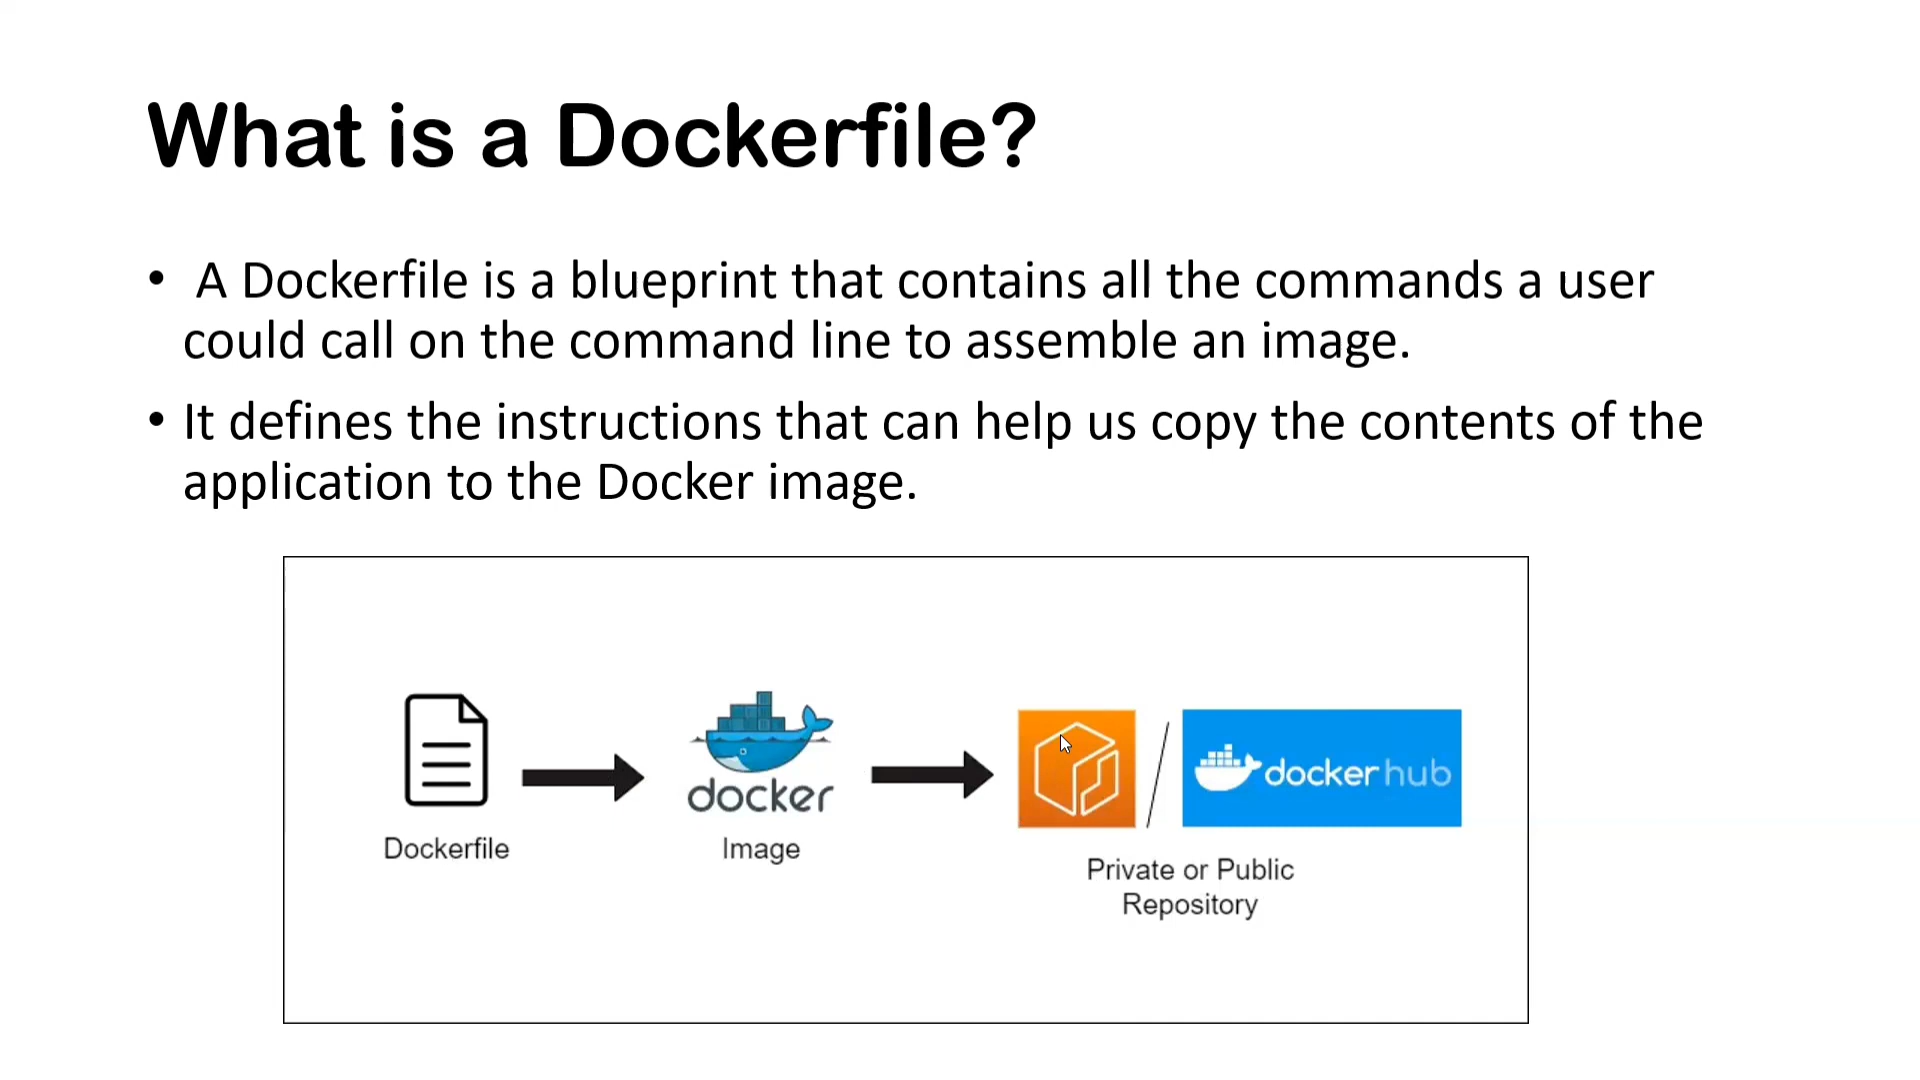 What is a Dockerfile?
• A Dockerfile is a blueprint that contains all the commands a user
could call on the command line to assemble an image.
• It defines the instructions that can help us copy the contents of the
application to the Docker image.
docker
dockerhub
Dockerfile
Image
Private or Public
Repository